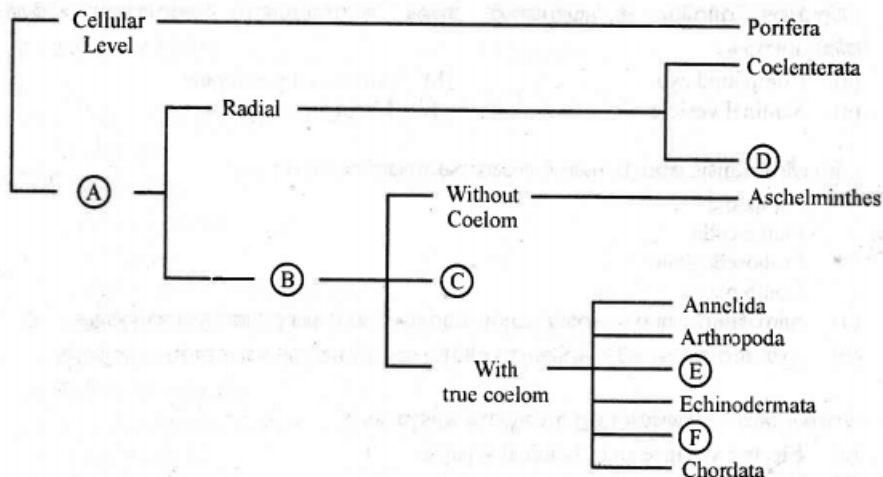 Cellular
Level
Porifera
Coelenterata
Radial
D
A
Without
Coelom
Aschelminthes
B
C
Annelida
Arthropoda
With
true coelom
E
Echinodermata
F
Chordata